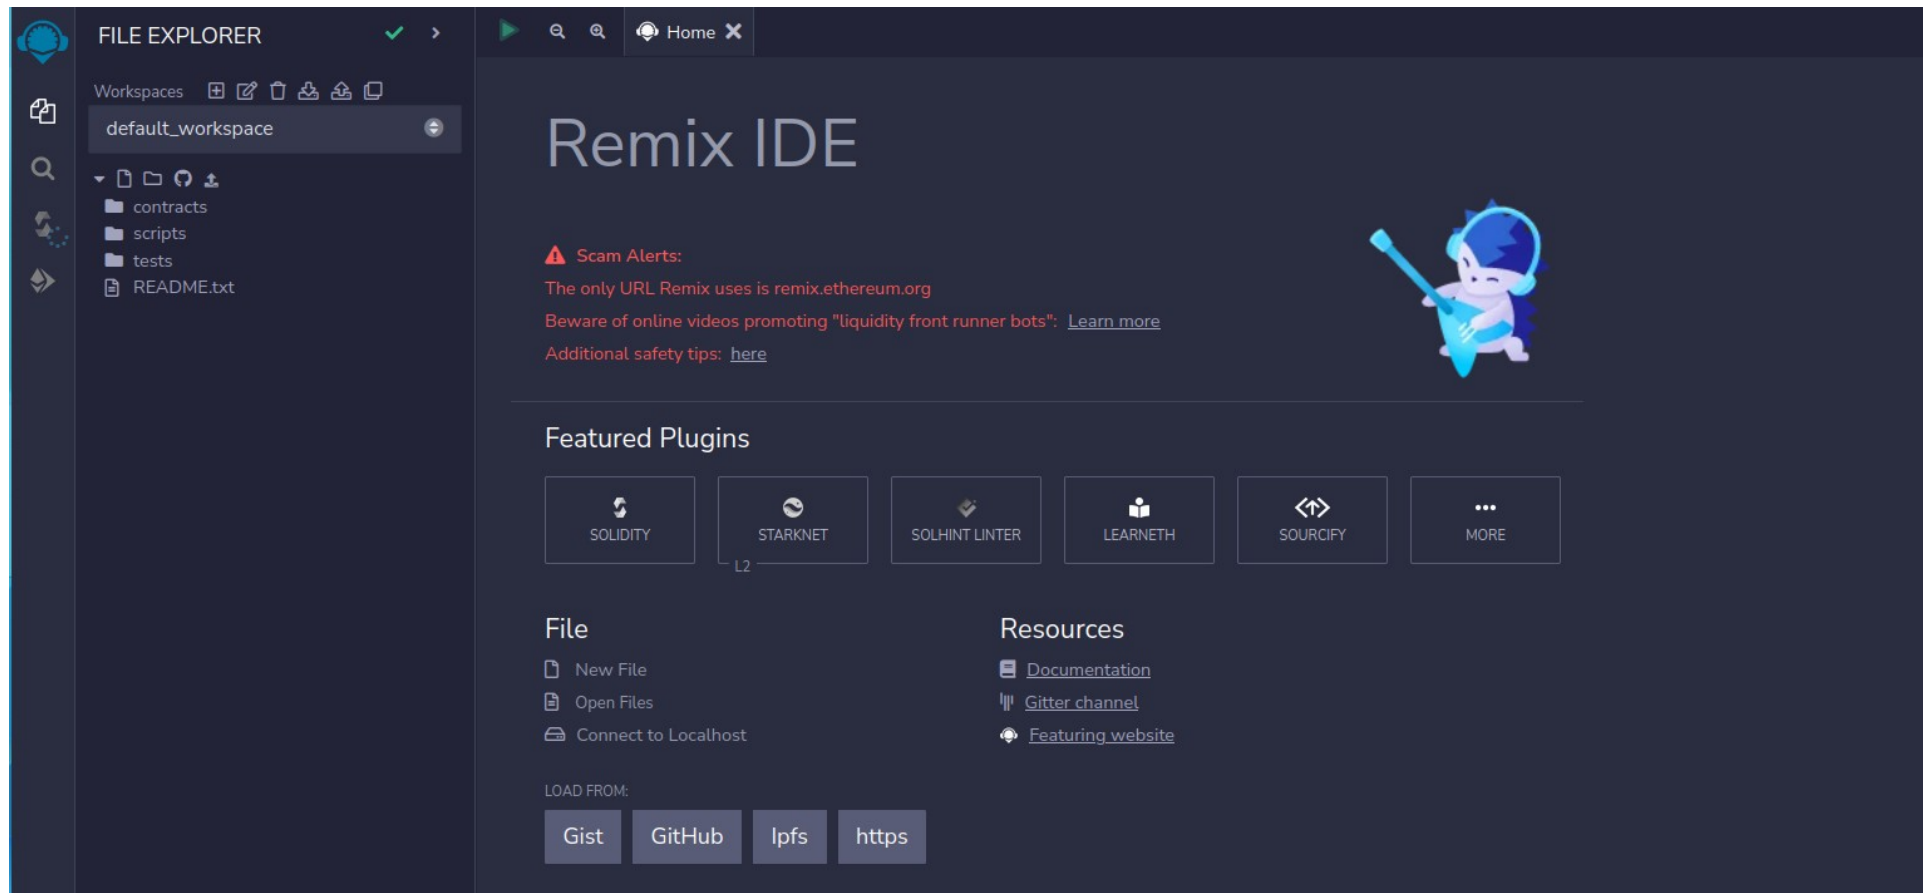 FILE EXPLORER
Home
Workspaces
default_workspace
contracts
scripts
tests
README.txt
Remix IDE
Scam Alerts:
The only URL Remix uses is remix.ethereum.org
Beware of online videos promoting "liquidity front runner bots": Learn more
Additional safety tips: here
Featured Plugins
SOLIDITY
STARKNET
L2
SOLHINT LINTER
LEARNETH
SOURCIFY
MORE
File
New File
Open Files
Connect to Localhost
Resources
Documentation
Gitter channel
Featuring website
LOAD FROM:
Gist GitHub Ipfs https